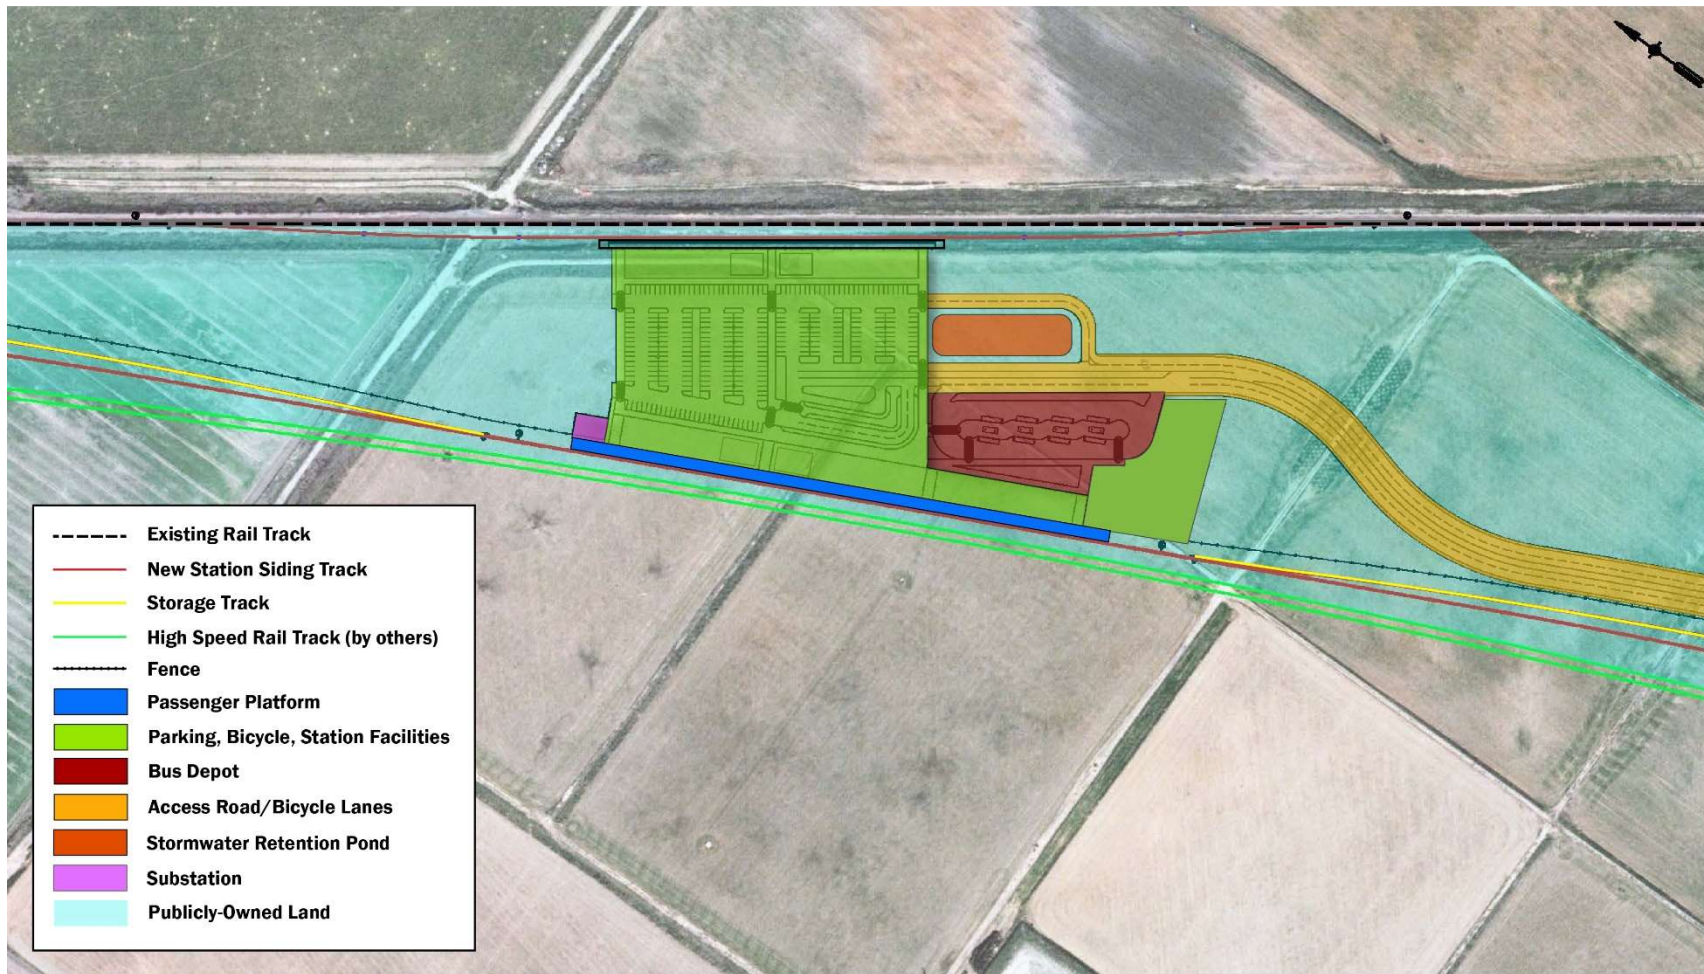 Existing Rail Track
New Station Siding Track
Storage Track
High Speed Rail Track (by others)
Fence
Passenger Platform
Parking, Bicycle, Station Facilities
Bus Depot
Access Road/Bicycle Lanes
Stormwater Retention Pond
Substation
Publicly-Owned Land